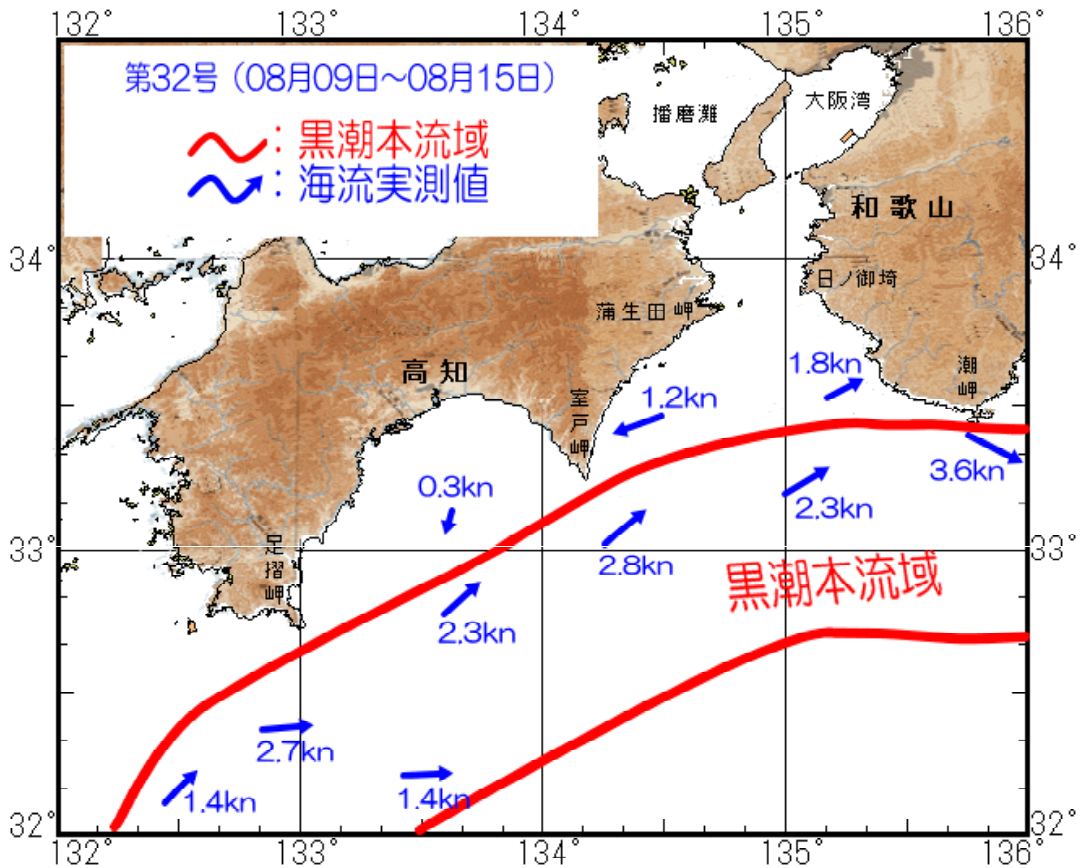 132° 133° 134° 135° 136°
第32号（08月09日～08月15日）
：黒潮本流域
：海流実測値
播磨灘
大阪湾
和歌山
34° 34°
日ノ御埼
蒲生田岬
高知
室戸岬
潮岬
1.8kn
1.2kn
3.6kn
0.3kn
2.3kn
2.8kn
33° 33°
足摺岬
黒潮本流域
2.3kn
2.7kn
1.4kn
1.4kn
32° 32°
132° 133° 134° 135° 136°